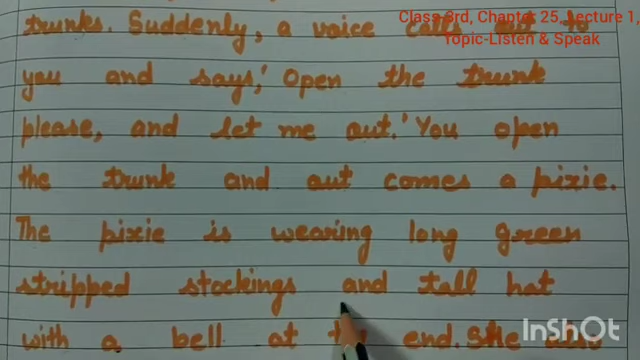 Class-3rd, Chapter 25, Lecture 1,
Topic-Listen & Speak
trunks. Suddenly, a voice calls out to
you and says,' Open the trunk
please, and let me out.' You open
the trunk and out comes a pixie.
The pixie is wearing long green
stripped stockings and tall hat
with a bell at end. She
InShOt